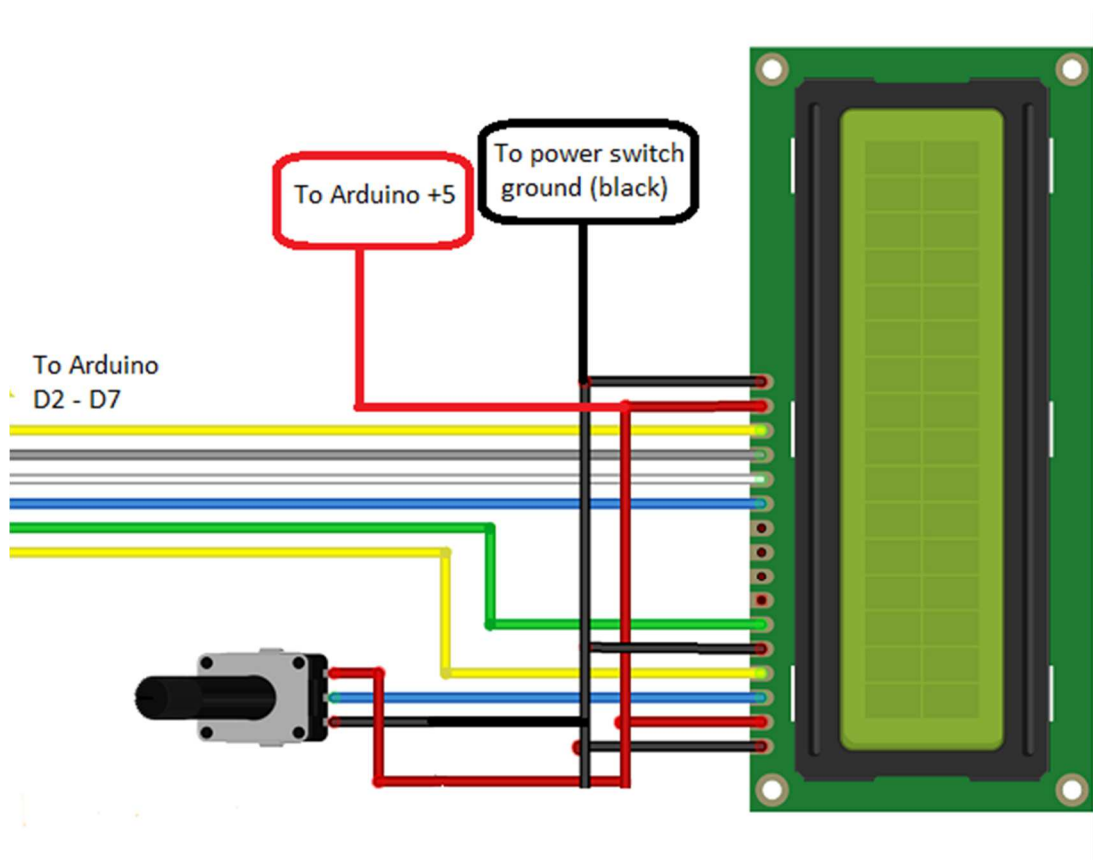 To power switch
ground (black)
To Arduino +5
To Arduino
D2 - D7